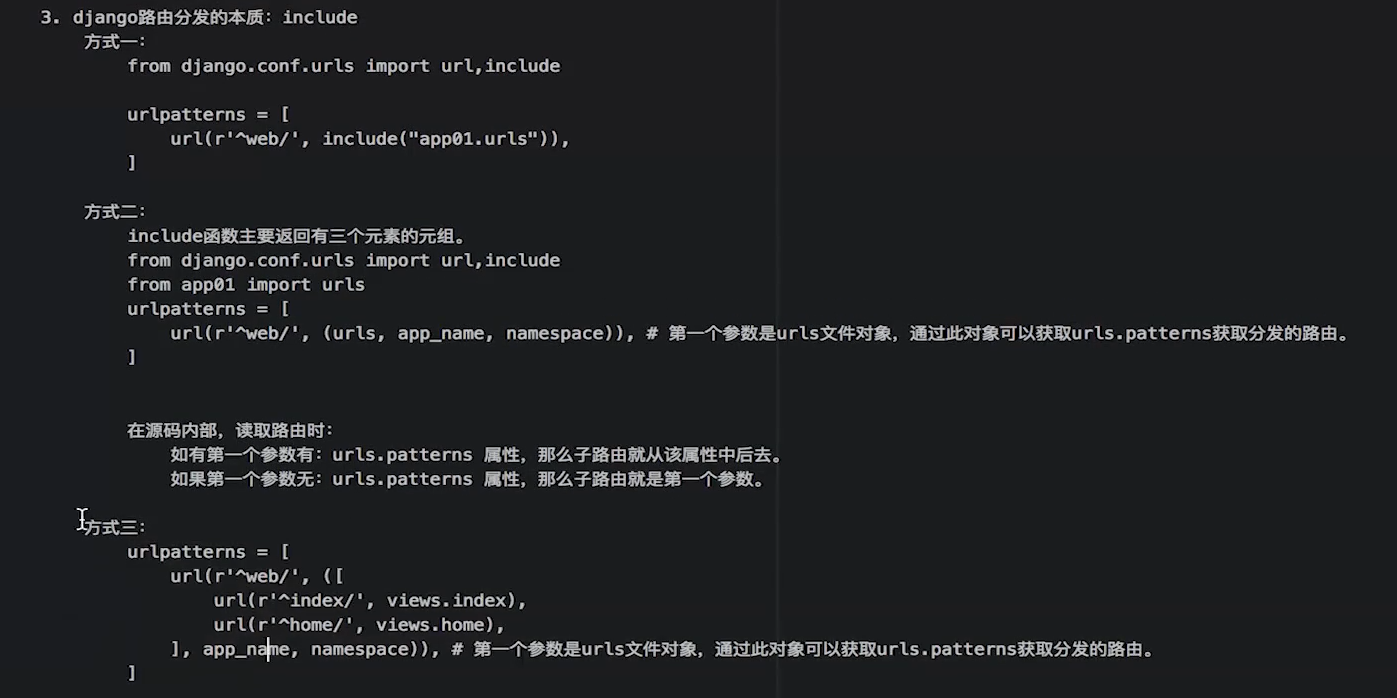 3. django路由分发的本质：include
方式一：
from django.conf.urls import url,include
urlpatterns = [
url(r'^web/', include("app01.urls")),
]
方式二：
include函数主要返回有三个元素的元组。
from django.conf.urls import url,include
from app01 import urls
urlpatterns = [
url(r'^web/', (urls, app_name, namespace)), # 第一个参数是urls文件对象，通过此对象可以获取urls.patterns获取分发的路由。
]
在源码内部，读取路由时：
如有第一个参数有：urls.patterns 属性，那么子路由就从该属性中后去。
如果第一个参数无：urls.patterns 属性，那么子路由就是第一个参数。
方式三：
urlpatterns = [
url(r'^web/', ([
url(r'^index/', views.index),
url(r'^home/', views.home),
], app_name, namespace)), # 第一个参数是urls文件对象，通过此对象可以获取urls.patterns获取分发的路由。
]